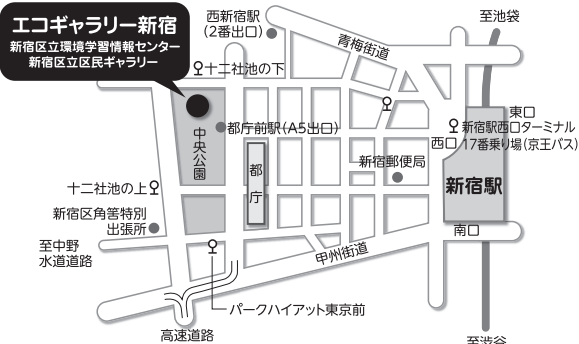 エコギャラリー新宿
新宿区立環境学習情報センター
新宿区立区民ギャラリー
西新宿駅
(2番出口)
至池袋
青梅街道
十二社池の下
東口
都庁前駅(A5出口)
新宿駅西口ターミナル
17番乗り場(京王バス)
西口
中央公園
都庁
新宿郵便局
新宿駅
十二社池の上
新宿区角筈特別
出張所
南口
至中野
水道道路
甲州街道
パークハイアット東京前
高速道路
至渋谷